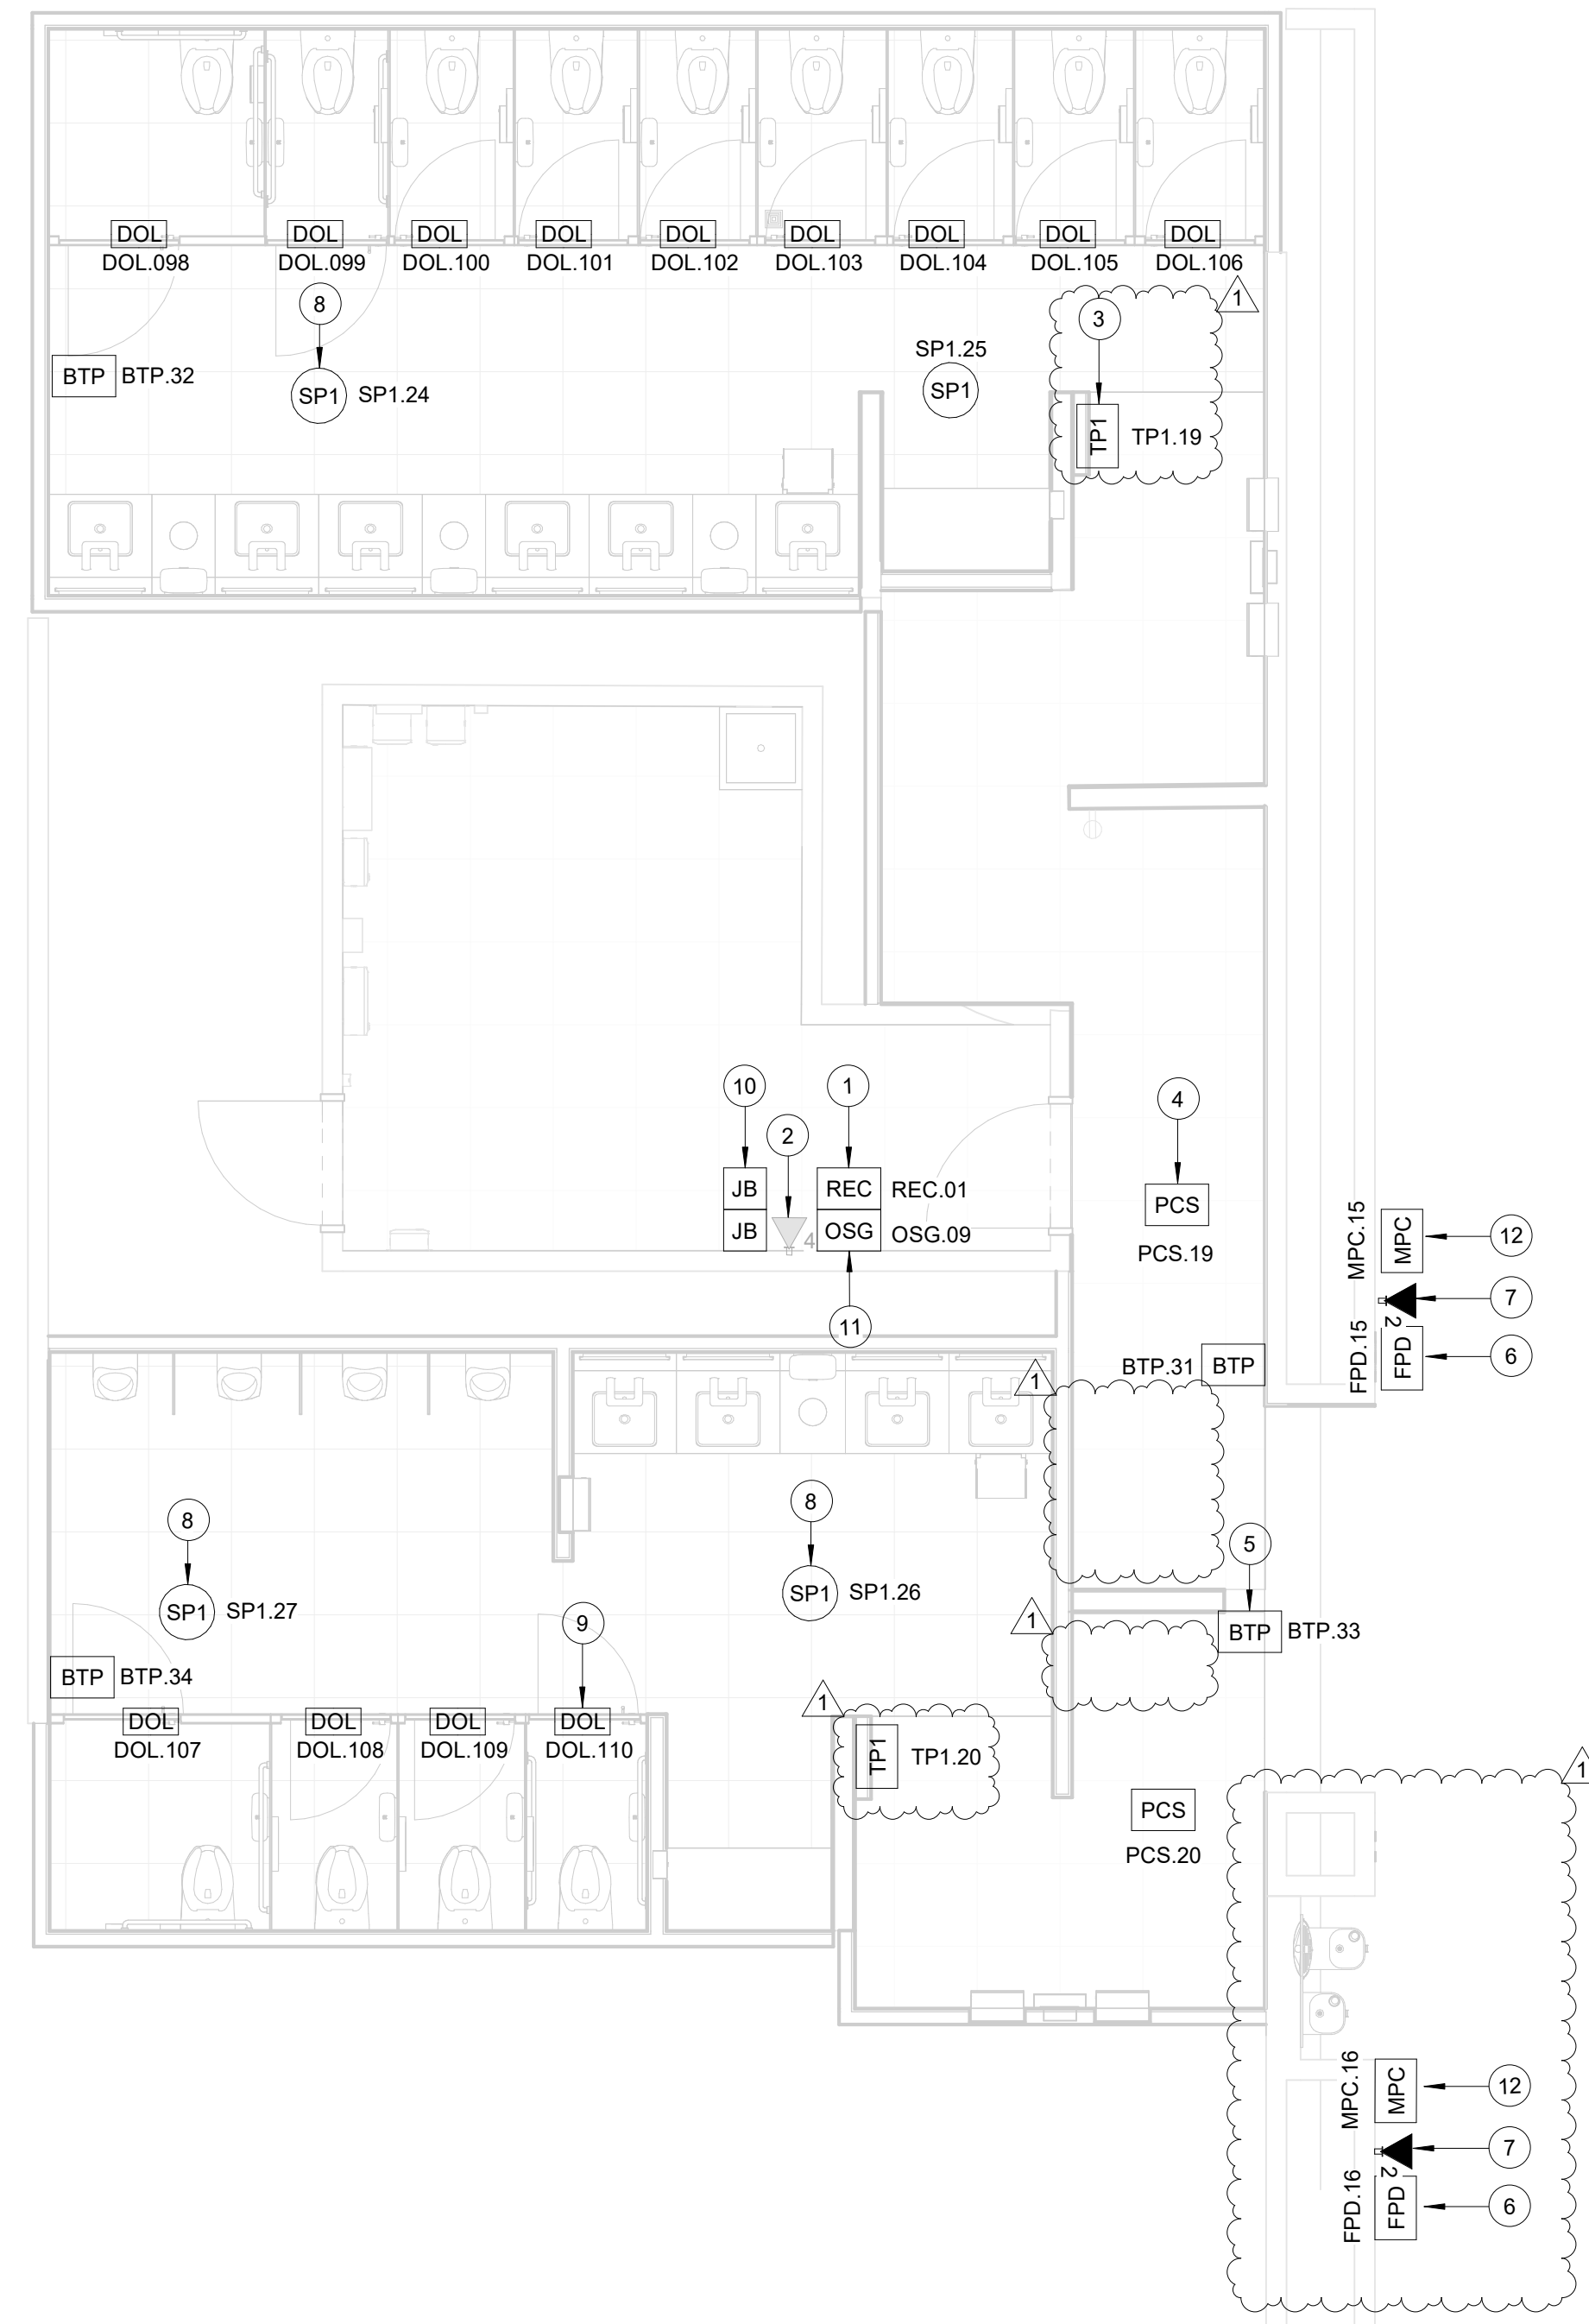 DOL DOL DOL DOL DOL DOL DOL DOL DOL
DOL.098 DOL.099 DOL.100 DOL.101 DOL.102 DOL.103 DOL.104 DOL.105 DOL.106
1
8
3
SP1.25
BTP BTP.32
SP1 SP1.24
SP1
TP1 TP1.19
10
1
4
2
JB
REC REC.01
PCS
JB
4
OSG OSG.09
PCS.19
MPC.15 MPC 12
7
11
2
FPD.15 FPD 6
BTP.31 BTP
1
8
8
5
SP1 SP1.27
SP1 SP1.26
9
1
BTP BTP.33
BTP BTP.34
1
DOL DOL DOL DOL
DOL.107 DOL.108 DOL.109 DOL.110
TP1 TP1.20
1
PCS
PCS.20
MPC.16 MPC 12
7
2
FPD.16 FPD 6